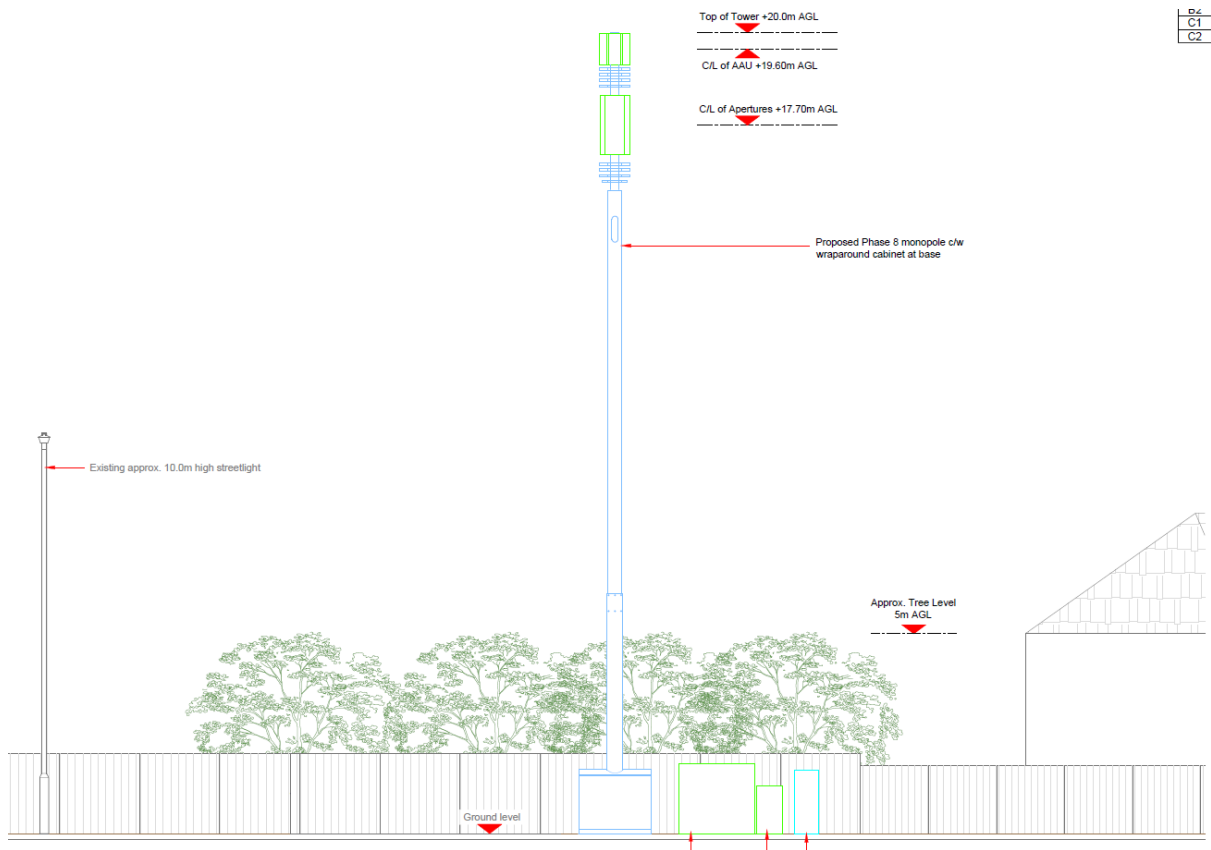 Top of Tower +20.0m AGL
C1
C2
C/L of AAU +19.60m AGL
C/L of Apertures +17.70m AGL
Proposed Phase 8 monopole c/w
wraparound cabinet at base
Existing approx. 10.0m high streetlight
Approx. Tree Level
5m AGL
Ground level